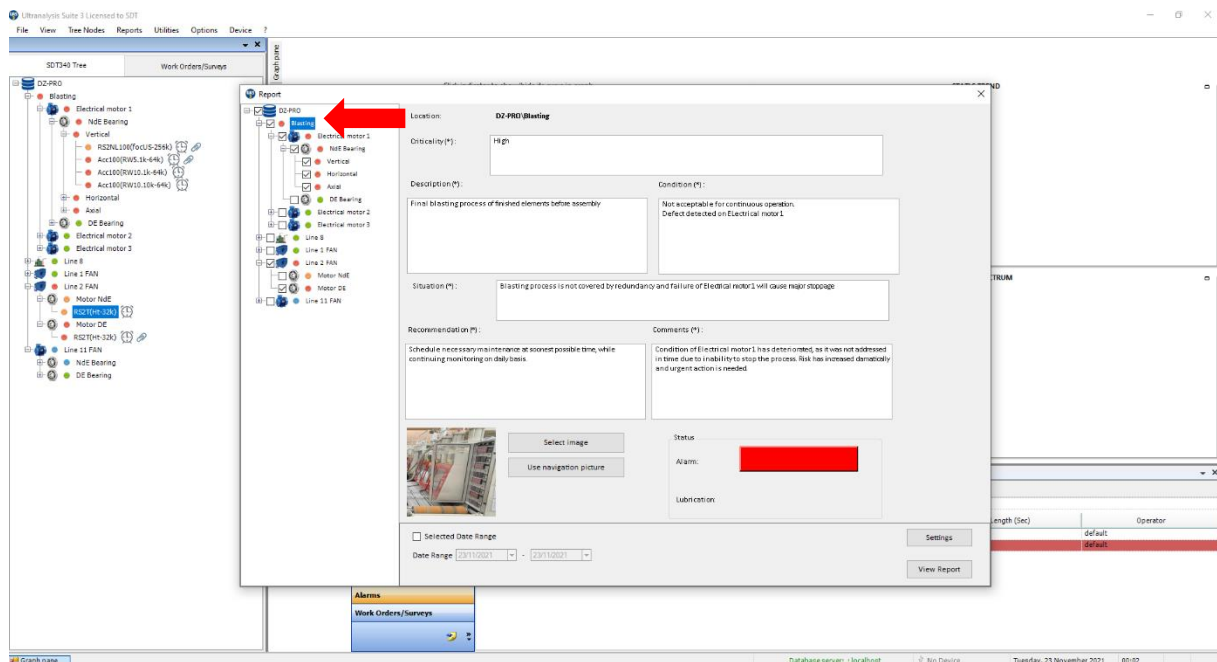 Ultranalysis Suite 3 Licensed to SDT
File View Tree Nodes Reports Utilities Options Device ?
SDT340 Tree
Work Orders/Surveys
DZ-PRO
Blasting
Electrical motor 1
NdE Bearing
Vertical
RS2NL100(focUS-256k)
Acc100(RW5.1k-64k)
Acc100(RW10.1k-64k)
Acc100(RW10.10k-64k)
Horizontal
Axial
DE Bearing
Electrical motor 2
Electrical motor 3
Line 8
Line 1 FAN
Line 2 FAN
Motor NdE
RS2T(Ht-32k)
Motor DE
RS2T(Ht-32k)
Line 11 FAN
NdE Bearing
DE Bearing
Graph pane
Report
DZ-PRO
Blasting
Electrical motor 1
NdE Bearing
Vertical
Horizontal
Axial
DE Bearing
Electrical motor 2
Electrical motor 3
Line 8
Line 1 FAN
Line 2 FAN
Motor NdE
Motor DE
Line 11 FAN
Location: DZ-PRO\Blasting
Criticality(*): High
Description(*):
Final blasting process of finished elements before assembly
Condition (*):
Not acceptable for continuous operation.
Defect detected on ELectrical motor1
Situation (*): Blasting process is not covered by redundancy and failure of Electrical motor1 will cause major stoppage
Recommendation (*):
Schedule necessary maintenance at soonest possible time, while
continuing monitoring on daily basis
Comments (*):
Condition of Electrical motor1 has deteriorated, as it was not addressed
in time due to inability to stop the process. Risk has increased damatically
and urgent action is needed
Select image
Use navigation picture
Status
Alarm:
Lubrication:
Selected Date Range
Date Range 23/11/2021 - 23/11/2021
Settings
View Report
ND
TRUM
Length (Sec)
Operator
default
default
Alarms
Work Orders/Surveys
Graph pane
Database server: : localhost
No Device
Tuesday, 23 November 2021
00:02